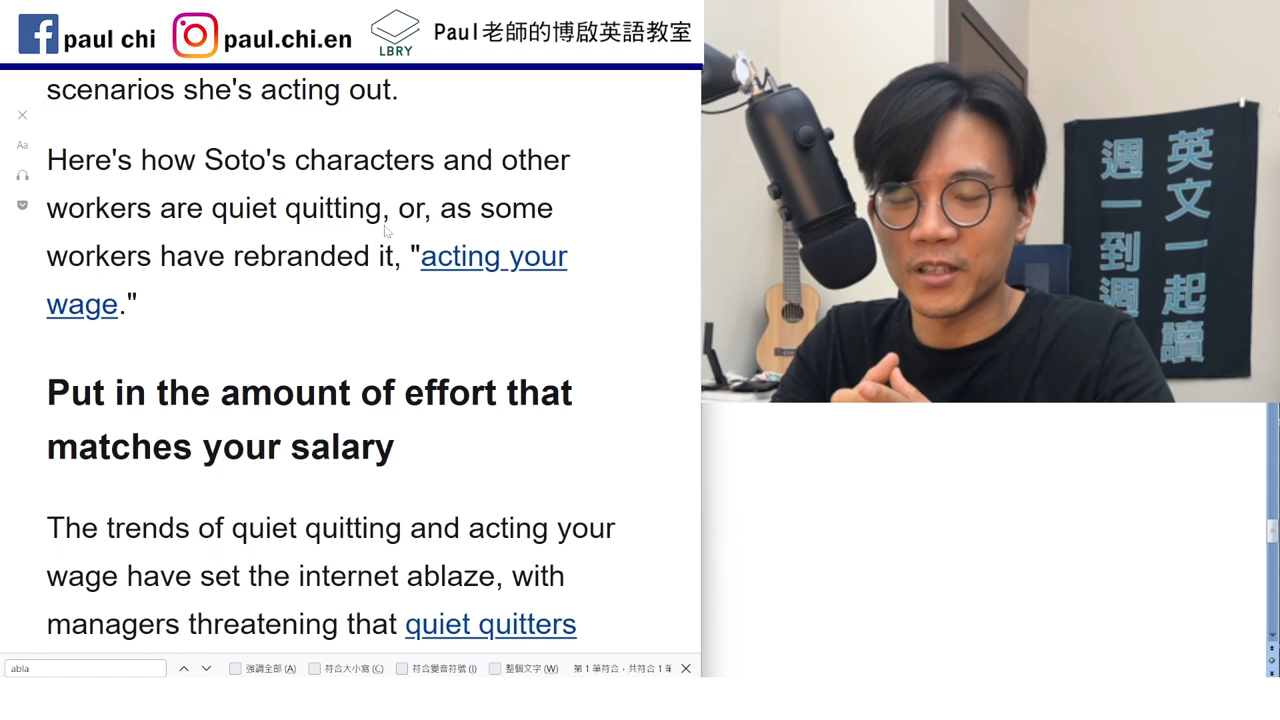 paul chi
paul.chi.en
LBRY
Paul老師的博啟英語教室
scenarios she's acting out.
Here's how Soto's characters and other
workers are quiet quitting, or, as some
workers have rebranded it, "acting your
wage."
Put in the amount of effort that
matches your salary
The trends of quiet quitting and acting your
wage have set the internet ablaze, with
managers threatening that quiet quitters
Aa
abla
強調全部 (A)
符合大小寫 (C)
符合變音符號 (I)
整個文字 (W)
第 1 筆符合，共符合 1
英文一起讀
週一到週